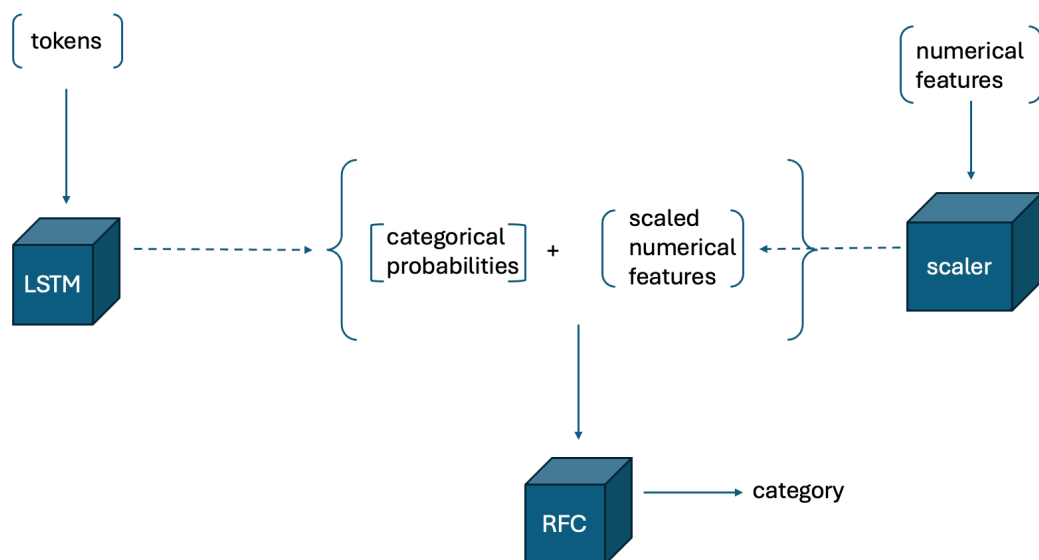 tokens
numerical
features
LSTM
categorical
probabilities
+
scaled
numerical
features
scaler
RFC
category